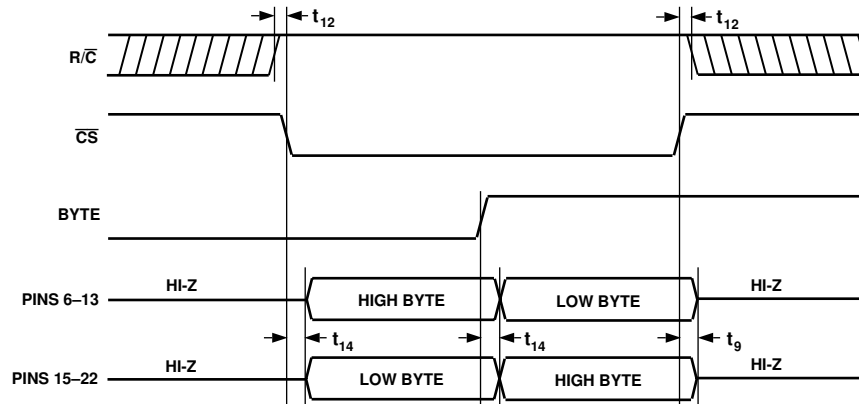 t12 t12
R/C̅
C̅S̅
BYTE
PINS 6–13 HI-Z HIGH BYTE LOW BYTE HI-Z
t14 t14 t9
PINS 15–22 HI-Z LOW BYTE HIGH BYTE HI-Z